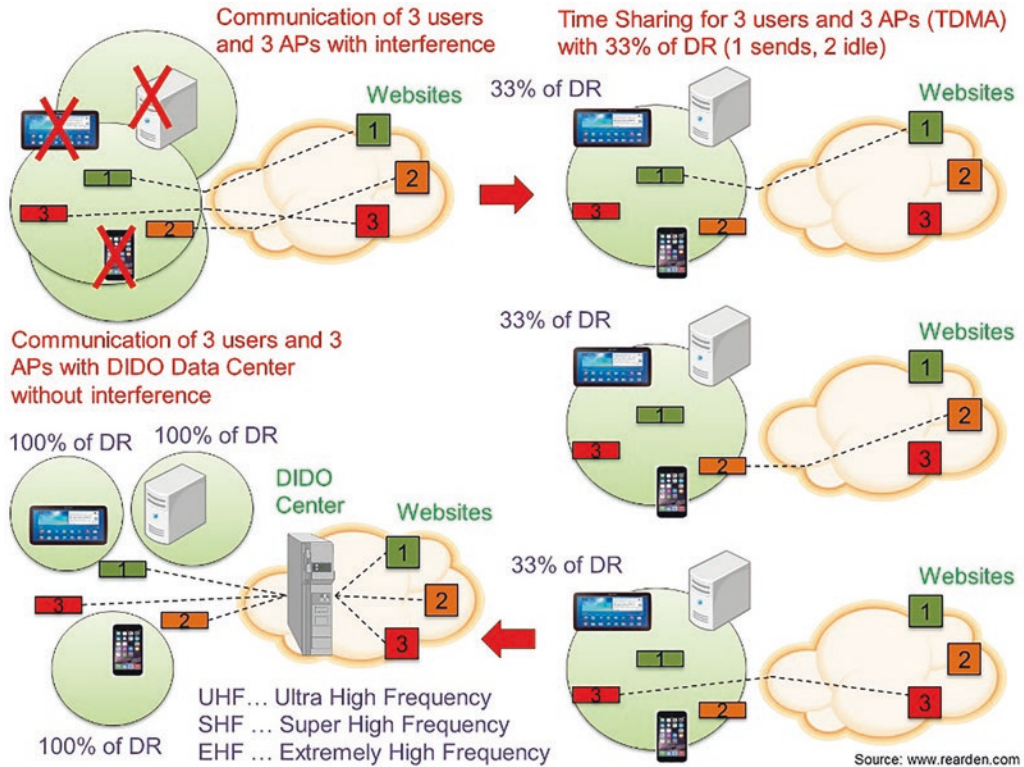 Communication of 3 users
and 3 APs with interference
Websites
1
2
3
1
3
2
Time Sharing for 3 users and 3 APs (TDMA)
with 33% of DR (1 sends, 2 idle)
33% of DR
Websites
1
2
3
1
3
2
33% of DR
Websites
1
2
3
1
3
2
33% of DR
Websites
1
2
3
1
3
2
Communication of 3 users and 3
APs with DIDO Data Center
without interference
100% of DR
100% of DR
DIDO
Center
Websites
1
2
3
1
3
2
100% of DR
UHF... Ultra High Frequency
SHF ... Super High Frequency
EHF ... Extremely High Frequency
Source: www.rearden.com